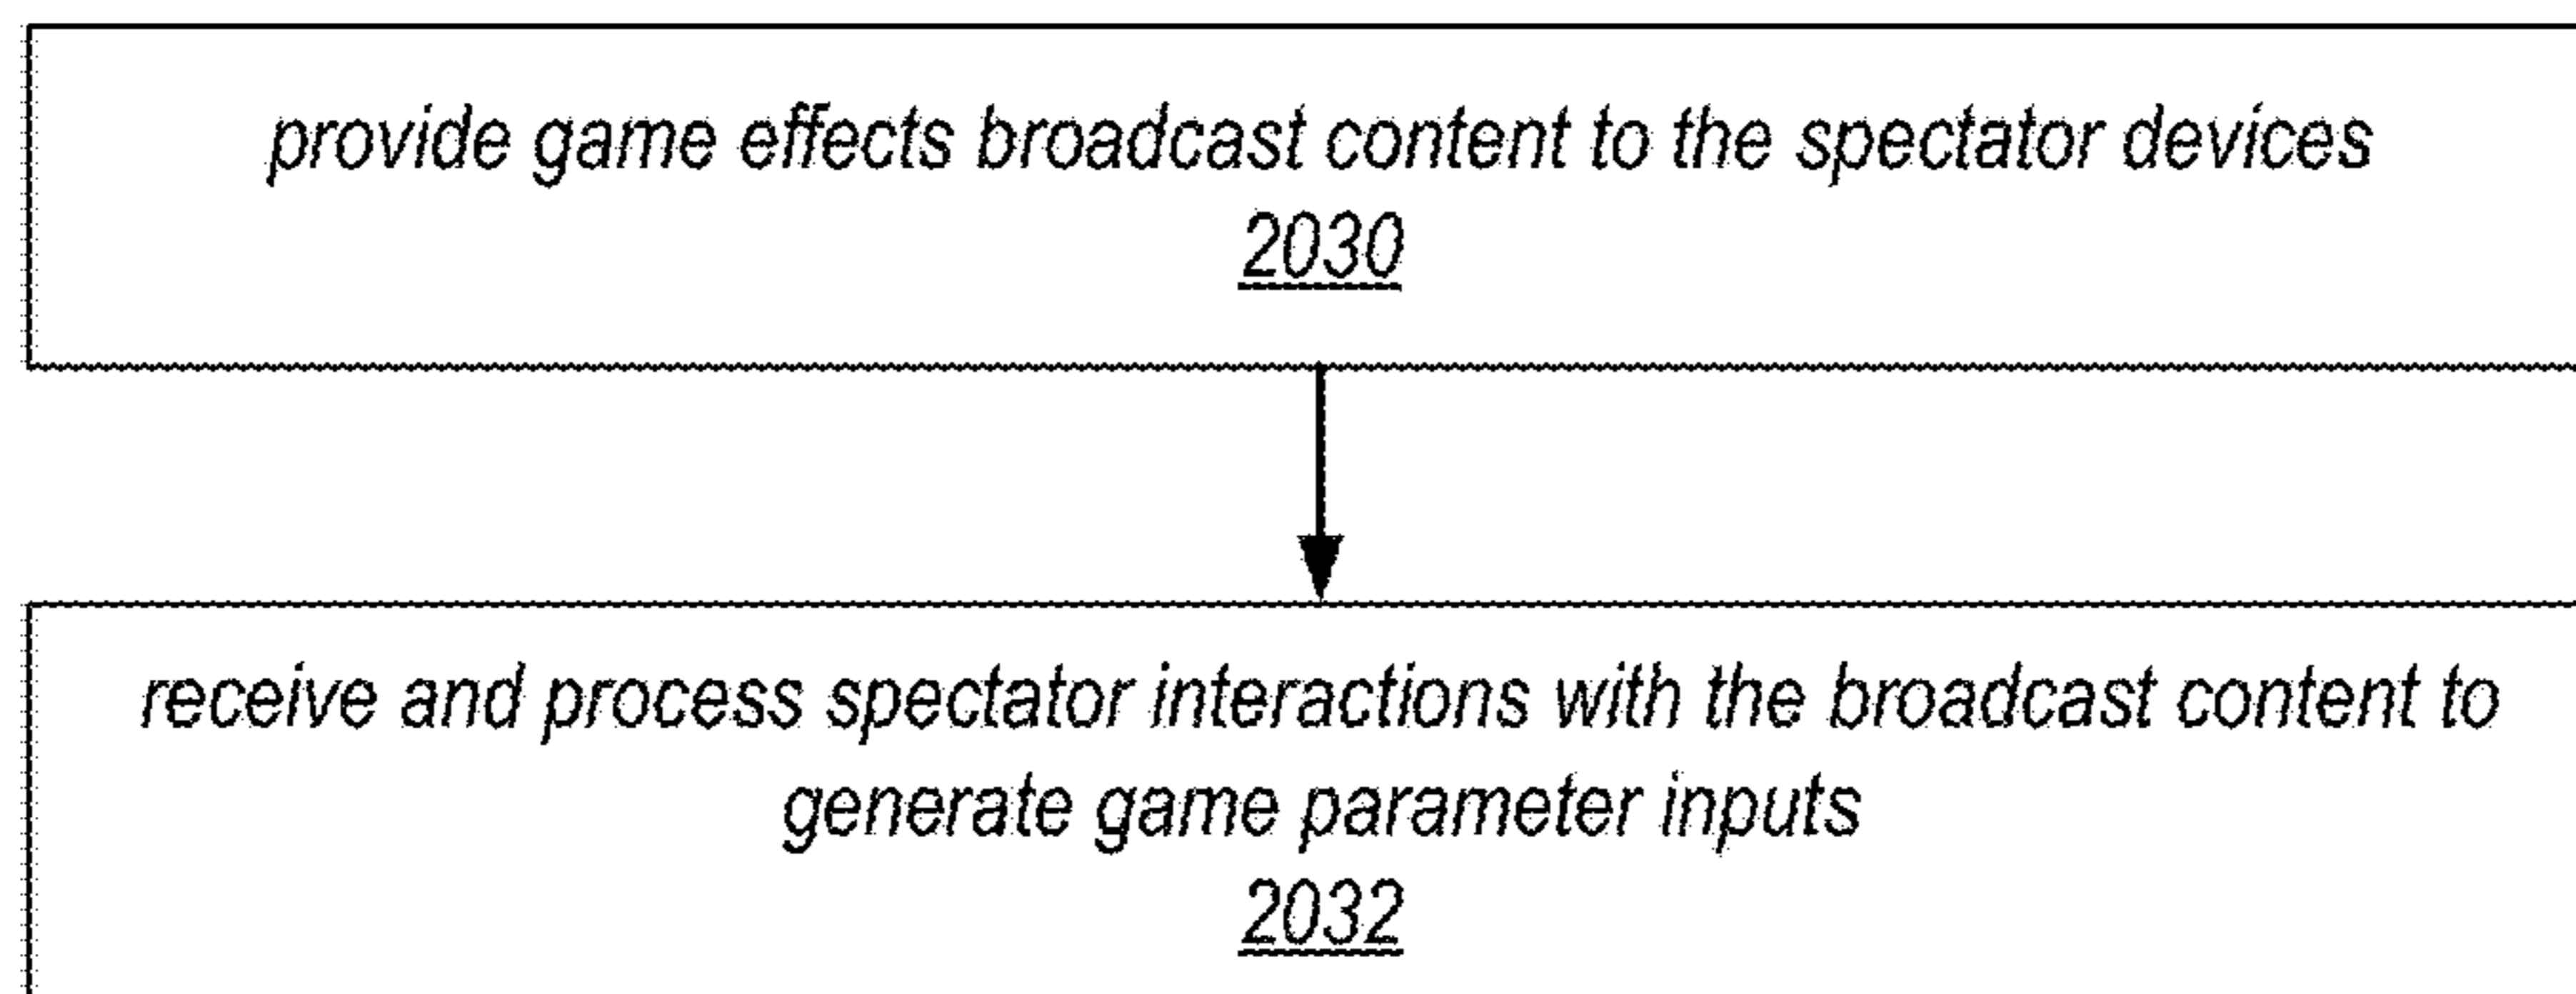 provide game effects broadcast content to the spectator devices
2030
receive and process spectator interactions with the broadcast content to
generate game parameter inputs
2032